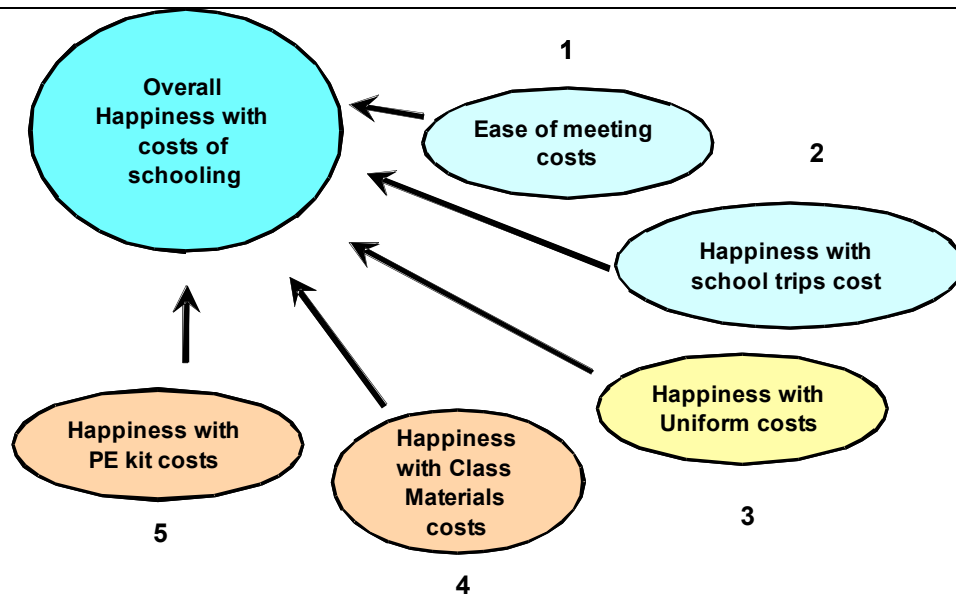 Overall
Happiness with
costs of
schooling
1
Ease of meeting
costs
2
Happiness with
school trips cost
Happiness with
Uniform costs
3
Happiness
with Class
Materials
costs
4
Happiness with
PE kit costs
5